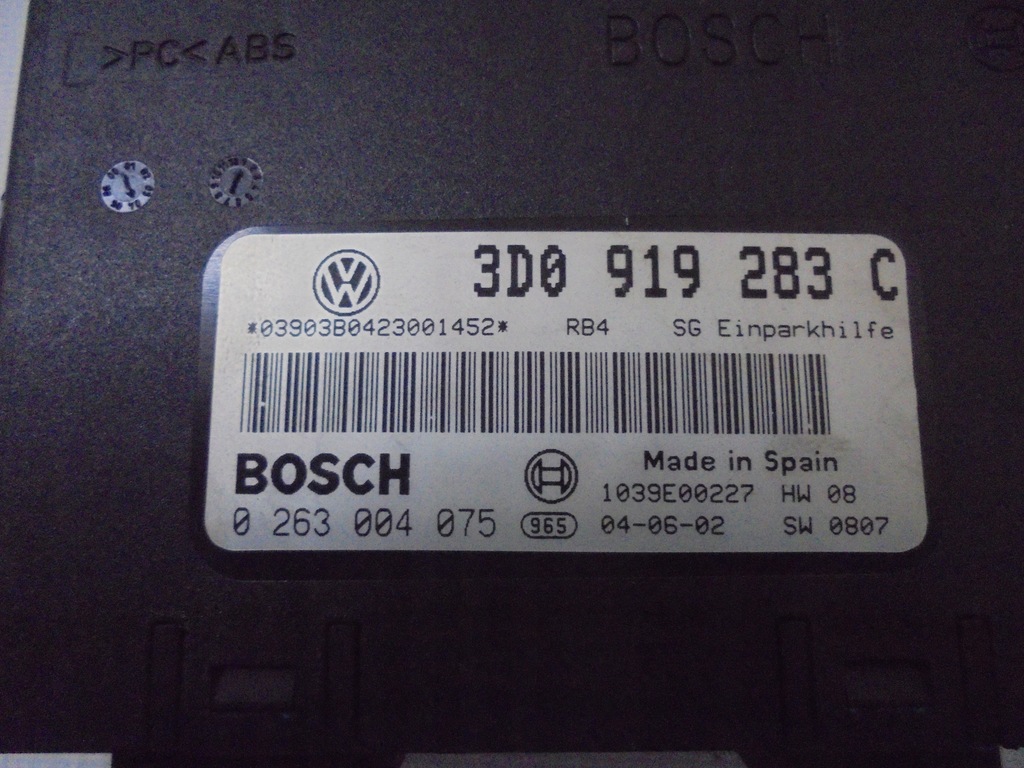 >PC<ABS
BOSCH
3D0 919 283 C
*03903B0423001452* RB4 SG Einparkhilfe
BOSCH
Made in Spain
1039E00227 HW 08
0 263 004 075 965 04-06-02 SW 0807